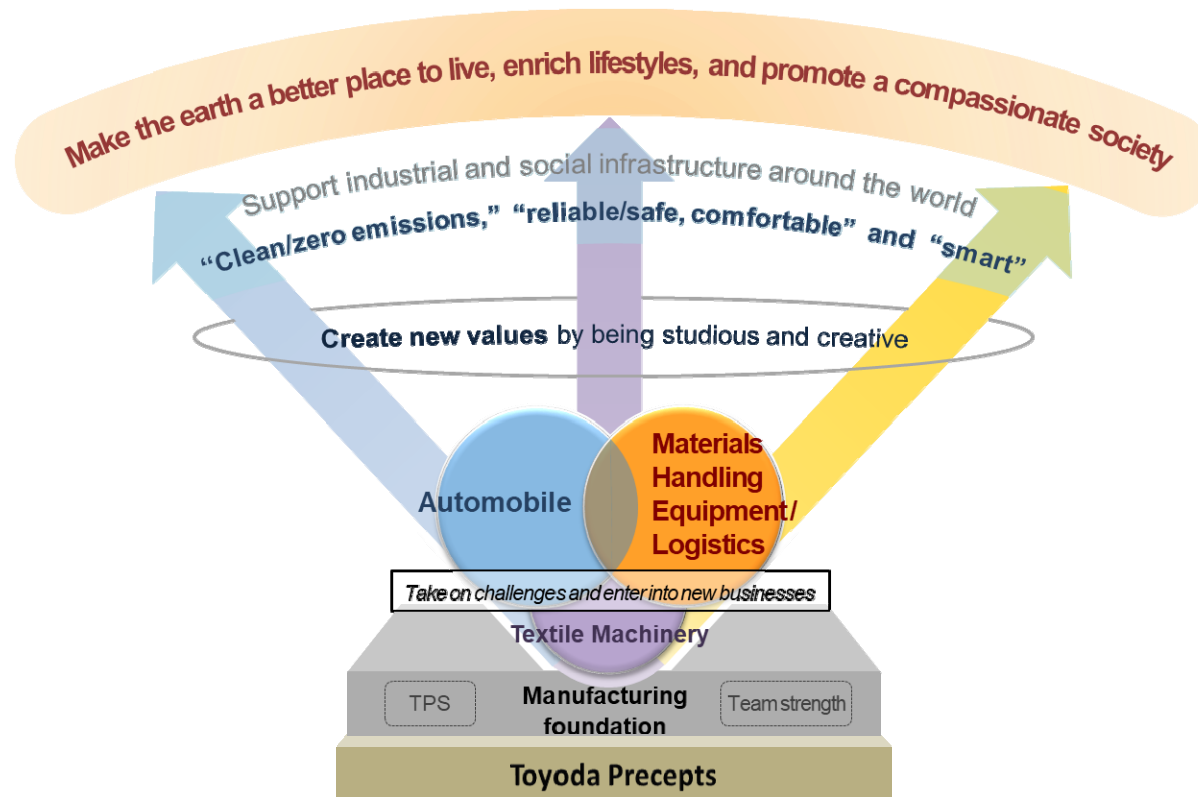 Make the earth a better place to live, enrich lifestyles, and promote a compassionate society
Support industrial and social infrastructure around the world
“Clean/zero emissions,” “reliable/safe, comfortable” and “smart”
Create new values by being studious and creative
Automobile
Materials
Handling
Equipment/
Logistics
Take on challenges and enter into new businesses
Textile Machinery
TPS
Manufacturing
foundation
Team strength
Toyoda Precepts